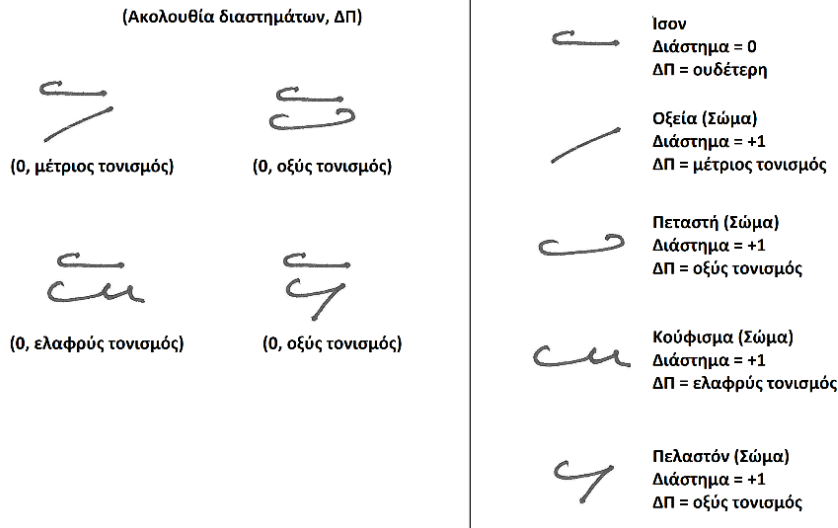 (Ακολουθία διαστημάτων, ΔΠ)
(0, μέτριος τονισμός)
(0, οξύς τονισμός)
(0, ελαφρύς τονισμός)
(0, οξύς τονισμός)
Ίσον
Διάστημα = 0
ΔΠ = ουδέτερη
Οξεία (Σώμα)
Διάστημα = +1
ΔΠ = μέτριος τονισμός
Πεταστή (Σώμα)
Διάστημα = +1
ΔΠ = οξύς τονισμός
Κούφισμα (Σώμα)
Διάστημα = +1
ΔΠ = ελαφρύς τονισμός
Πελαστόν (Σώμα)
Διάστημα = +1
ΔΠ = οξύς τονισμός